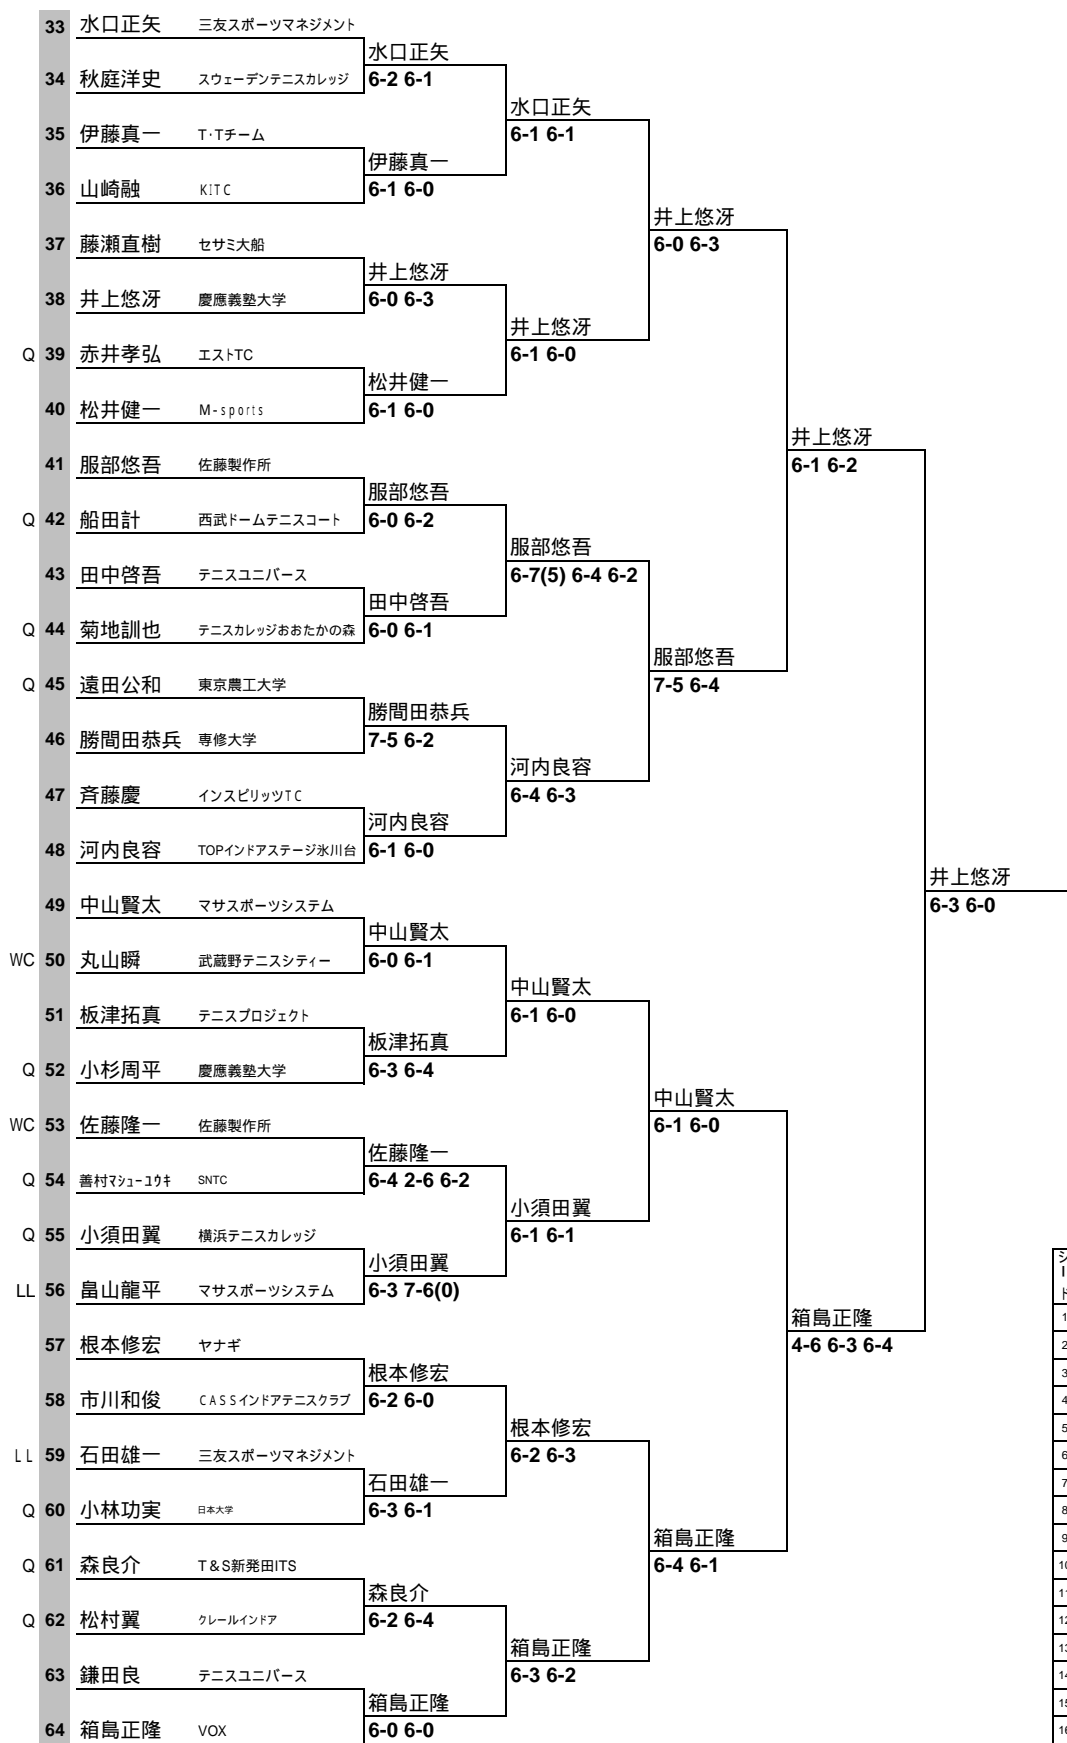 33 水口正矢 三友スポーツマネジメント
水口正矢
34 秋庭洋史 スウェーデンテニスカレッジ 6-2 6-1
水口正矢
35 伊藤真一 T･Tチーム 6-1 6-1
伊藤真一
36 山崎融 KITC 6-1 6-0
井上悠冴
37 藤瀬直樹 セサミ大船 6-0 6-3
井上悠冴
38 井上悠冴 慶應義塾大学 6-0 6-3
井上悠冴
Q 39 赤井孝弘 エストTC 6-1 6-0
松井健一
40 松井健一 M-sports 6-1 6-0
井上悠冴
41 服部悠吾 佐藤製作所 6-1 6-2
服部悠吾
Q 42 船田計 西武ドームテニスコート 6-0 6-2
服部悠吾
43 田中啓吾 テニスユニバース 6-7(5) 6-4 6-2
田中啓吾
Q 44 菊地訓也 テニスカレッジおおたかの森 6-0 6-1
服部悠吾
Q 45 遠田公和 東京農工大学 7-5 6-4
勝間田恭兵
46 勝間田恭兵 専修大学 7-5 6-2
河内良容
47 斉藤慶 インスピリッツTC 6-4 6-3
河内良容
48 河内良容 TOPインドアステージ氷川台 6-1 6-0
井上悠冴
49 中山賢太 マサスポーツシステム 6-3 6-0
中山賢太
WC 50 丸山瞬 武蔵野テニスシティー 6-0 6-1
中山賢太
51 板津拓真 テニスプロジェクト 6-1 6-0
板津拓真
Q 52 小杉周平 慶應義塾大学 6-3 6-4
中山賢太
WC 53 佐藤隆一 佐藤製作所 6-1 6-0
佐藤隆一
Q 54 善村マシューユウキ SNTC 6-4 2-6 6-2
小須田翼
Q 55 小須田翼 横浜テニスカレッジ 6-1 6-1
小須田翼
LL 56 畠山龍平 マサスポーツシステム 6-3 7-6(0)
箱島正隆
57 根本修宏 ヤナギ 4-6 6-3 6-4
根本修宏
58 市川和俊 CASSインドアテニスクラブ 6-2 6-0
根本修宏
LL 59 石田雄一 三友スポーツマネジメント 6-2 6-3
石田雄一
Q 60 小林功実 日本大学 6-3 6-1
箱島正隆
Q 61 森良介 T&S新発田ITS 6-4 6-1
森良介
Q 62 松村翼 クレールインドア 6-2 6-4
箱島正隆
63 鎌田良 テニスユニバース 6-3 6-2
箱島正隆
64 箱島正隆 VOX 6-0 6-0
シード
1
2
3
4
5
6
7
8
9